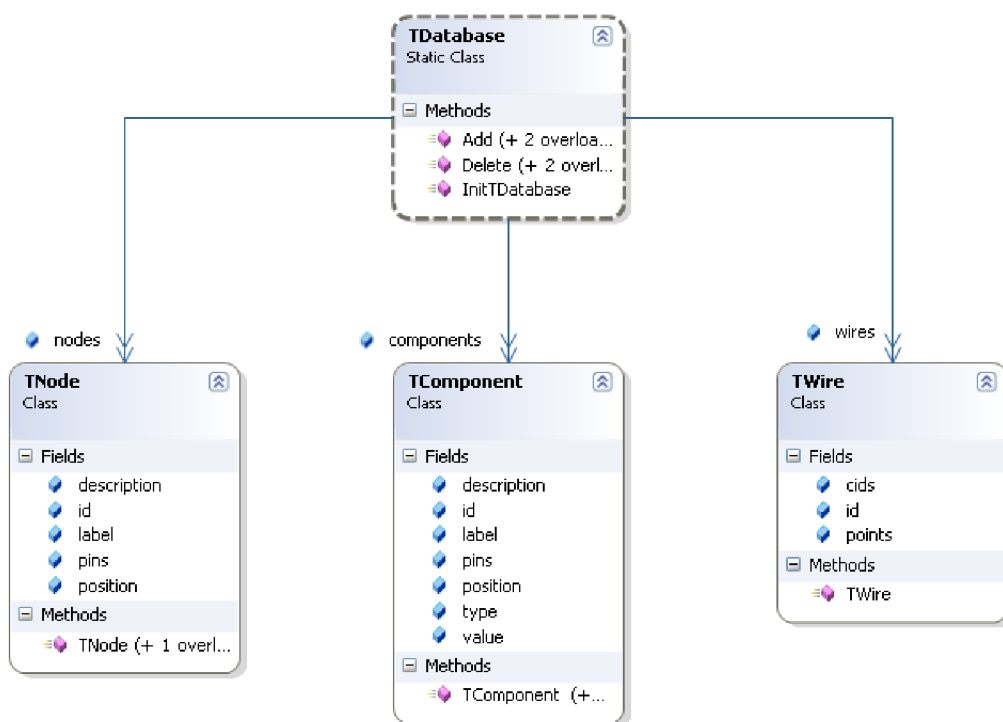 TDatabase
Static Class
Methods
Add (+ 2 overloa...
Delete (+ 2 overl...
InitTDatabase
nodes
components
wires
TNode
Class
Fields
description
id
label
pins
position
Methods
TNode (+ 1 overl...
TComponent
Class
Fields
description
id
label
pins
position
type
value
Methods
TComponent (+...
TWire
Class
Fields
cids
id
points
Methods
TWire